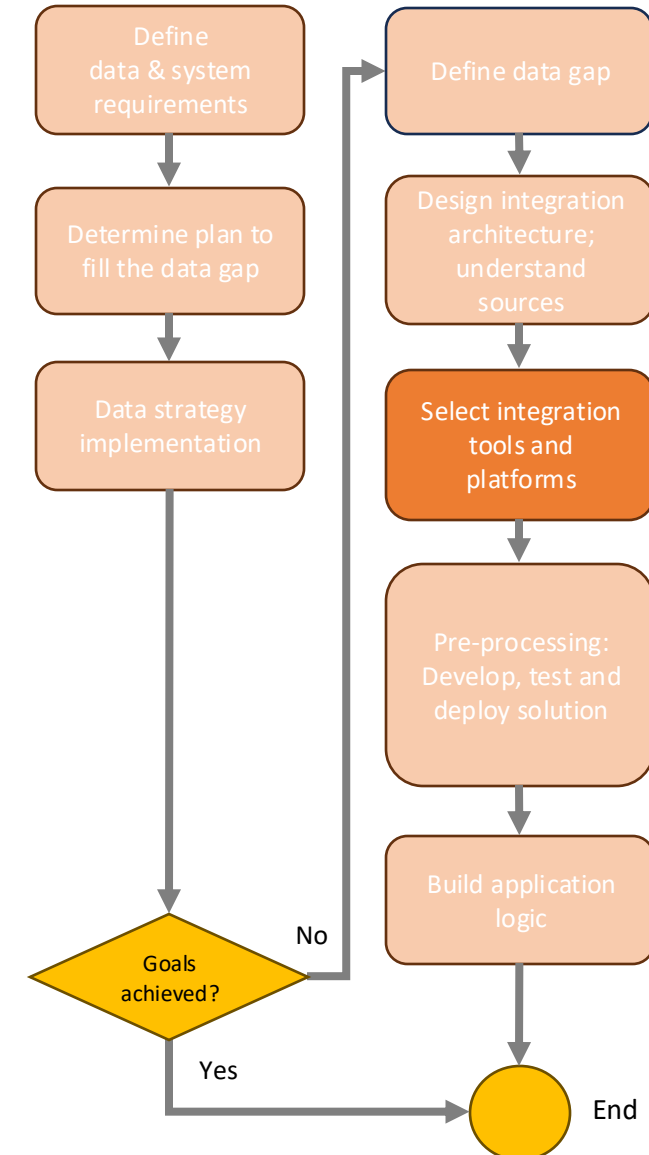 Define
data & system
requirements
Determine plan to
fill the data gap
Data strategy
implementation
Goals
achieved?
No
Yes
Define data gap
Design integration
architecture;
understand
sources
Select integration
tools and
platforms
Pre-processing:
Develop, test and
deploy solution
Build application
logic
End